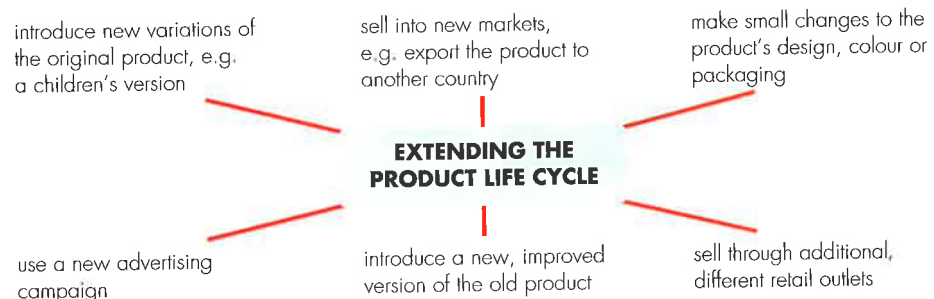 introduce new variations of
the original product, e.g.
a children's version
sell into new markets,
e.g. export the product to
another country
make small changes to the
product's design, colour or
packaging
EXTENDING THE
PRODUCT LIFE CYCLE
use a new advertising
campaign
introduce a new, improved
version of the old product
sell through additional,
different retail outlets